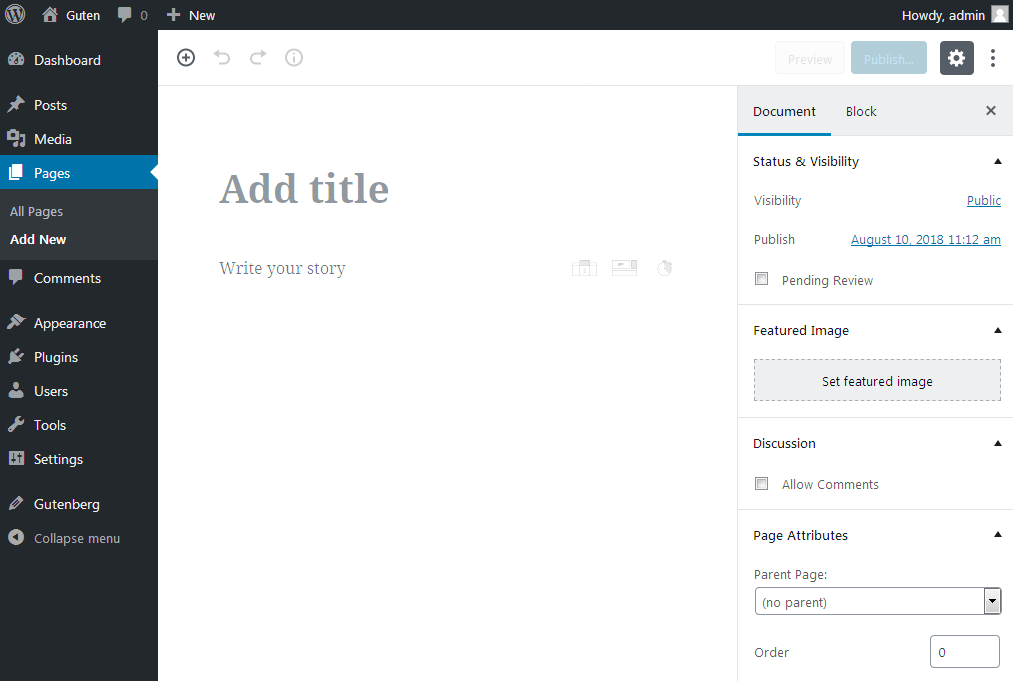 Guten 0 New Howdy, admin
Dashboard
Posts
Media
Pages
All Pages
Add New
Comments
Appearance
Plugins
Users
Tools
Settings
Gutenberg
Collapse menu
Preview Publish...
Add title
Write your story
Document Block
Status & Visibility
Visibility Public
Publish August 10, 2018 11:12 am
Pending Review
Featured Image
Set featured image
Discussion
Allow Comments
Page Attributes
Parent Page:
(no parent)
Order 0